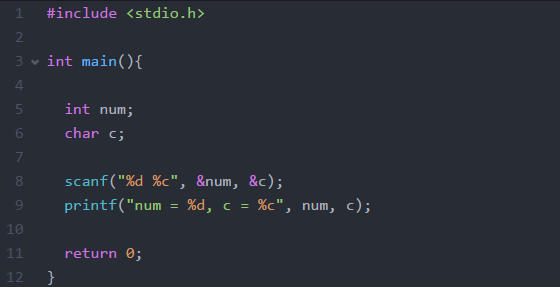 1 #include <stdio.h>
2
3 int main(){
4
5   int num;
6   char c;
7
8   scanf("%d %c", &num, &c);
9   printf("num = %d, c = %c", num, c);
10
11   return 0;
12 }